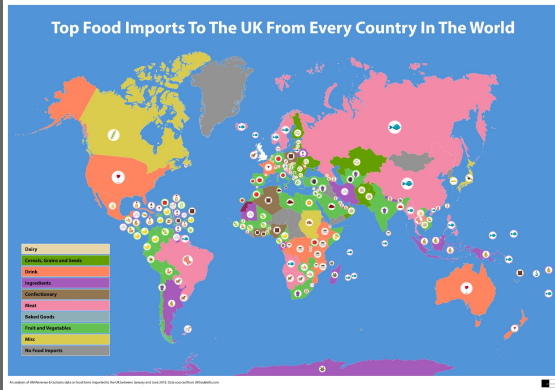 Top Food Imports To The UK From Every Country In The World
Dairy
Cereals, Grains and Seeds
Drink
Ingredients
Confectionary
Meat
Baked Goods
Fruit and Vegetables
Misc
No Food Imports